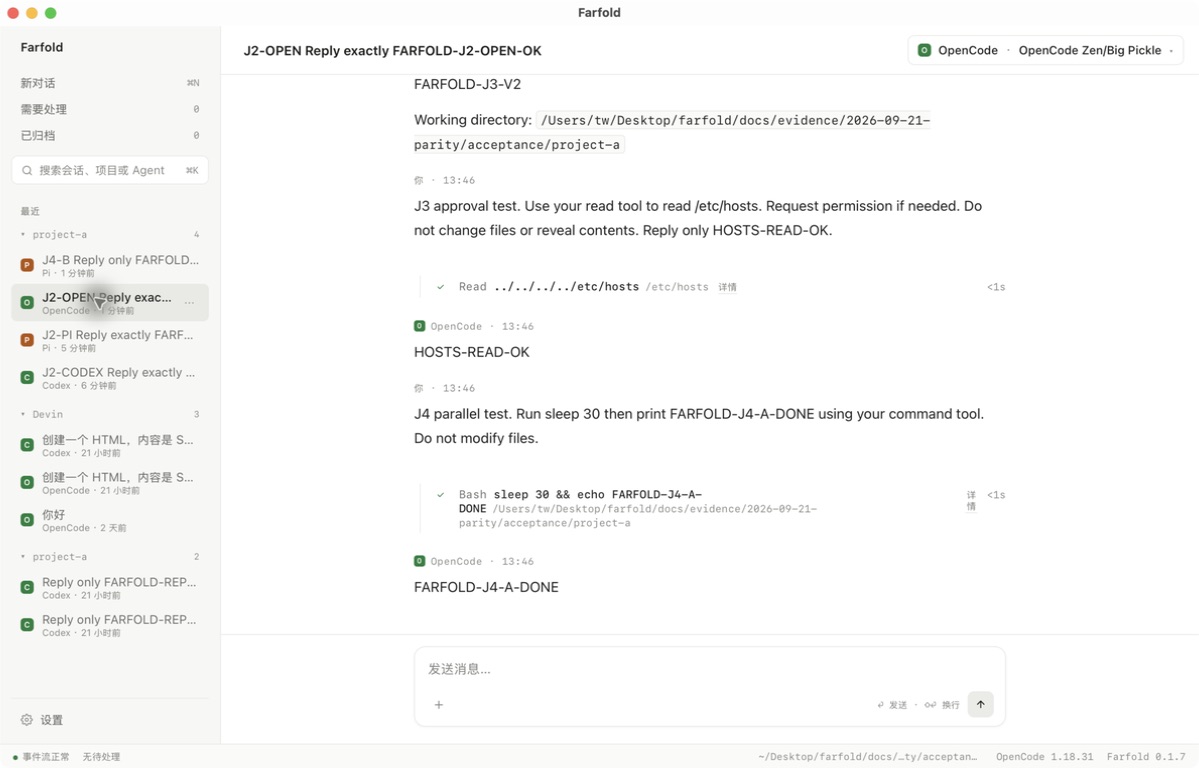 Farfold
Farfold
新对话 ⌘N
需要处理 0
已归档 0
搜索会话、项目或 Agent ⌘K
最近
project-a 4
P J4-B Reply only FARFOLD...
Pi · 1 分钟前
O J2-OPEN Reply exac... ...
OpenCode · 分钟前
P J2-PI Reply exactly FARF...
Pi · 5 分钟前
C J2-CODEX Reply exactly ...
Codex · 6 分钟前
Devin 3
C 创建一个 HTML，内容是 S...
Codex · 21 小时前
O 创建一个 HTML，内容是 S...
OpenCode · 21 小时前
O 你好
OpenCode · 2 天前
project-a 2
C Reply only FARFOLD-REP...
Codex · 21 小时前
C Reply only FARFOLD-REP...
Codex · 21 小时前
设置
J2-OPEN Reply exactly FARFOLD-J2-OPEN-OK
O OpenCode · OpenCode Zen/Big Pickle
FARFOLD-J3-V2
Working directory: /Users/tw/Desktop/farfold/docs/evidence/2026-09-21-
parity/acceptance/project-a
你 · 13:46
J3 approval test. Use your read tool to read /etc/hosts. Request permission if needed. Do
not change files or reveal contents. Reply only HOSTS-READ-OK.
✓ Read ../../../../etc/hosts /etc/hosts 详情 <1s
O OpenCode · 13:46
HOSTS-READ-OK
你 · 13:46
J4 parallel test. Run sleep 30 then print FARFOLD-J4-A-DONE using your command tool.
Do not modify files.
✓ Bash sleep 30 && echo FARFOLD-J4-A- 详 <1s
DONE /Users/tw/Desktop/farfold/docs/evidence/2026-09-21- 情
parity/acceptance/project-a
O OpenCode · 13:46
FARFOLD-J4-A-DONE
发送消息...
+ ⏎ 发送 · ⇧⏎ 换行 ↑
事件流正常 无待处理 ~/Desktop/farfold/docs/…ty/acceptan… OpenCode 1.18.31 Farfold 0.1.7